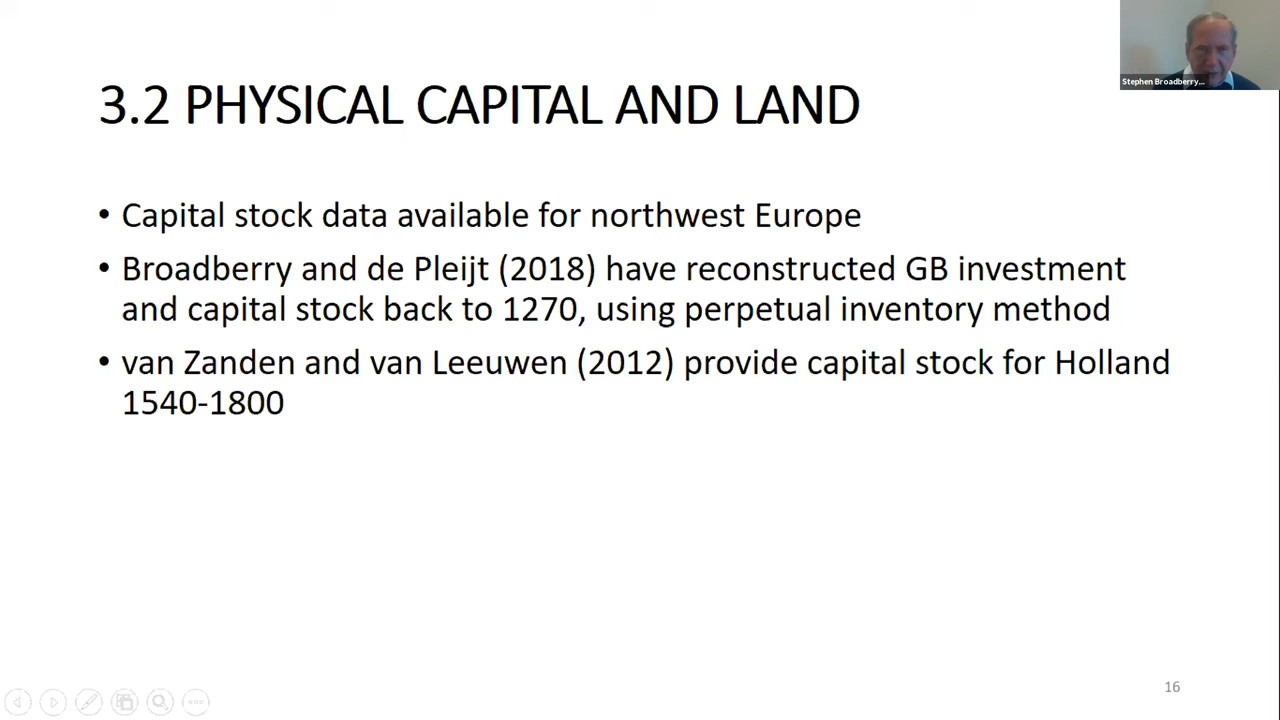 Stephen Broadberry...
3.2 PHYSICAL CAPITAL AND LAND
• Capital stock data available for northwest Europe
• Broadberry and de Pleijt (2018) have reconstructed GB investment
and capital stock back to 1270, using perpetual inventory method
• van Zanden and van Leeuwen (2012) provide capital stock for Holland
1540-1800
16